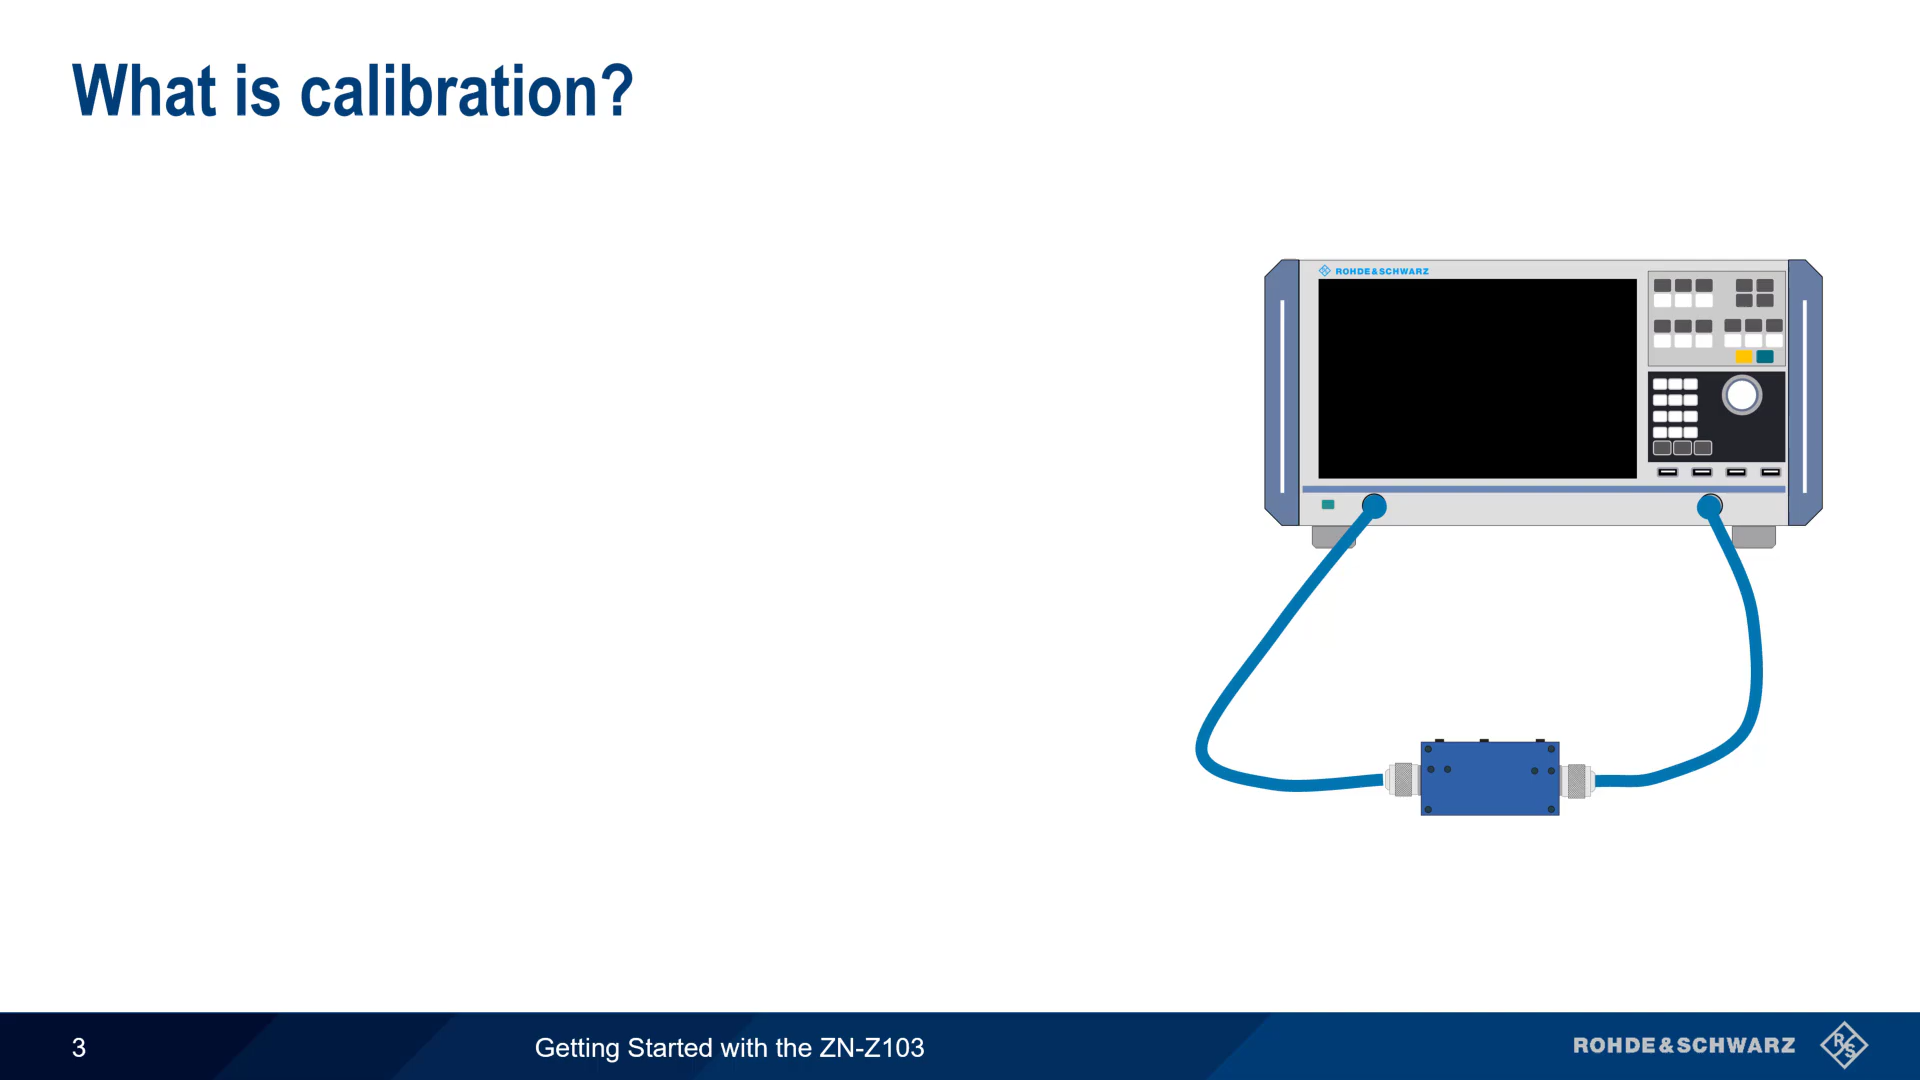 What is calibration?
ROHDE&SCHWARZ
3
Getting Started with the ZN-Z103
ROHDE&SCHWARZ
R
S